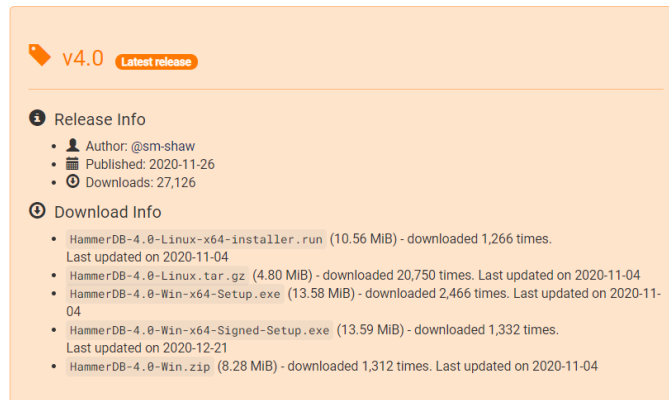 v4.0 Latest release
Release Info
Author: @sm-shaw
Published: 2020-11-26
Downloads: 27,126
Download Info
HammerDB-4.0-Linux-x64-installer.run (10.56 MiB) - downloaded 1,266 times.
Last updated on 2020-11-04
HammerDB-4.0-Linux.tar.gz (4.80 MiB) - downloaded 20,750 times. Last updated on 2020-11-04
HammerDB-4.0-Win-x64-Setup.exe (13.58 MiB) - downloaded 2,466 times. Last updated on 2020-11-
04
HammerDB-4.0-Win-x64-Signed-Setup.exe (13.59 MiB) - downloaded 1,332 times.
Last updated on 2020-12-21
HammerDB-4.0-Win.zip (8.28 MiB) - downloaded 1,312 times. Last updated on 2020-11-04